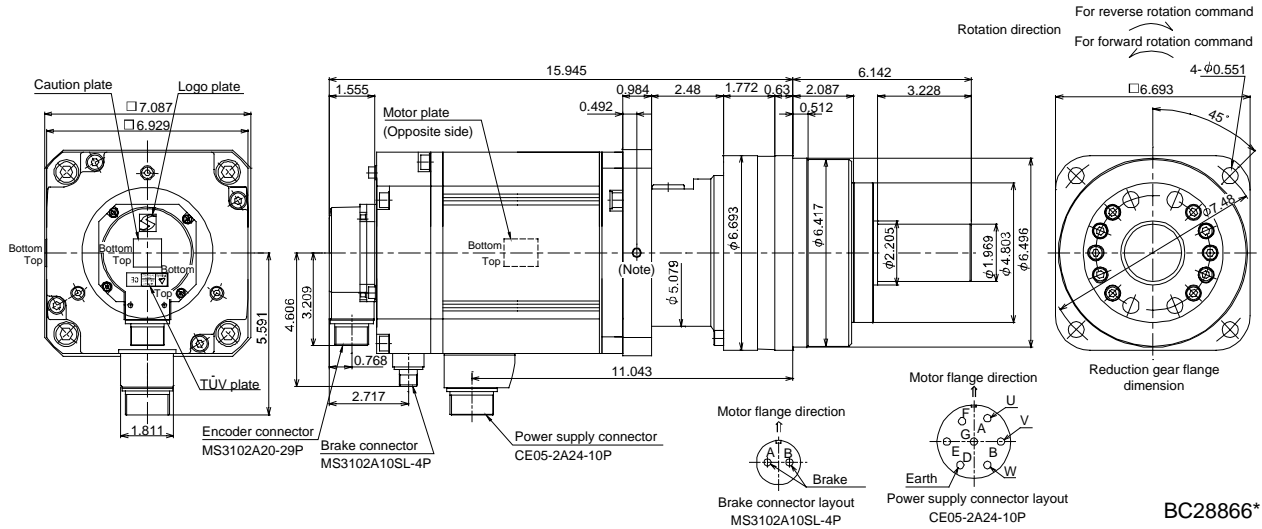 For reverse rotation command
Rotation direction
For forward rotation command
Caution plate
Logo plate
□7.087
□6.929
Bottom
Top
Bottom
Top
Bottom
Top
5.591
TÜV plate
1.811
15.945
6.142
1.555
0.984
2.48
1.772
0.63
2.087
3.228
0.492
0.512
Motor plate
(Opposite side)
Bottom
Top
(Note)
φ5.079
φ6.693
φ6.417
φ2.205
φ1.969
φ4.803
φ6.496
4.606
3.209
0.768
2.717
11.043
Encoder connector
MS3102A20-29P
Brake connector
MS3102A10SL-4P
Power supply connector
CE05-2A24-10P
4-φ0.551
□6.693
45°
φ7.48
Reduction gear flange
dimension
Motor flange direction
A
B
Brake
Brake connector layout
MS3102A10SL-4P
Motor flange direction
F
A
G
E
D
B
U
V
W
Earth
Power supply connector layout
CE05-2A24-10P
BC28866*